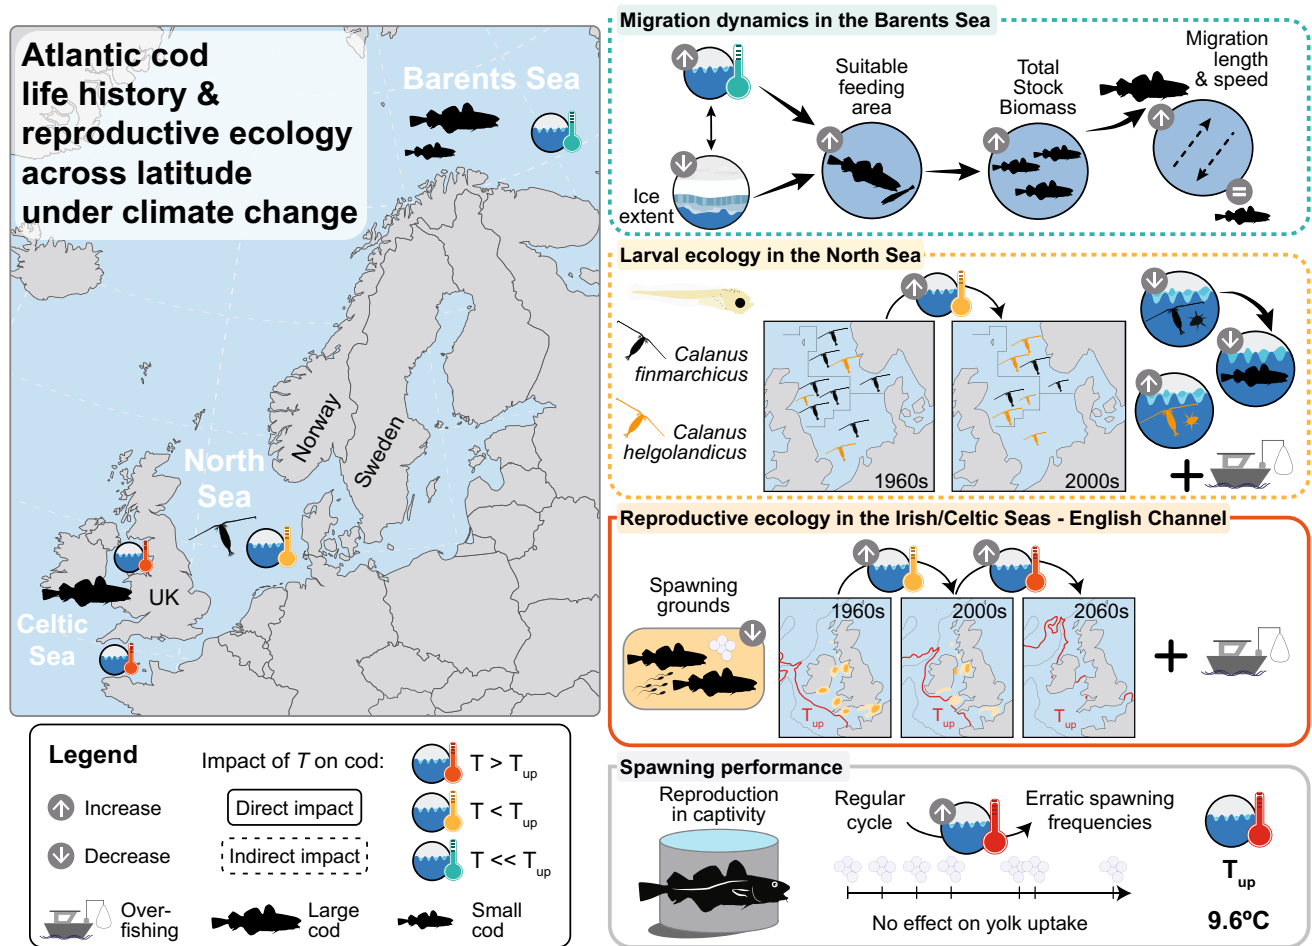 Atlantic cod
life history &
reproductive ecology
across latitude
under climate change
Barents Sea
Norway
Sweden
North
Sea
UK
Celtic
Sea
Legend
Increase
Decrease
Over-
fishing
Impact of T on cod:
Direct impact
Indirect impact
T > Tup
T < Tup
T << Tup
Large
cod
Small
cod
Migration dynamics in the Barents Sea
Ice
extent
Suitable
feeding
area
Total
Stock
Biomass
Migration
length
& speed
=
Larval ecology in the North Sea
Calanus
finmarchicus
Calanus
helgolandicus
1960s
2000s
+
Reproductive ecology in the Irish/Celtic Seas - English Channel
Spawning
grounds
1960s
Tup
2000s
Tup
2060s
Tup
+
Spawning performance
Reproduction
in captivity
Regular
cycle
Erratic spawning
frequencies
No effect on yolk uptake
Tup
9.6ºC